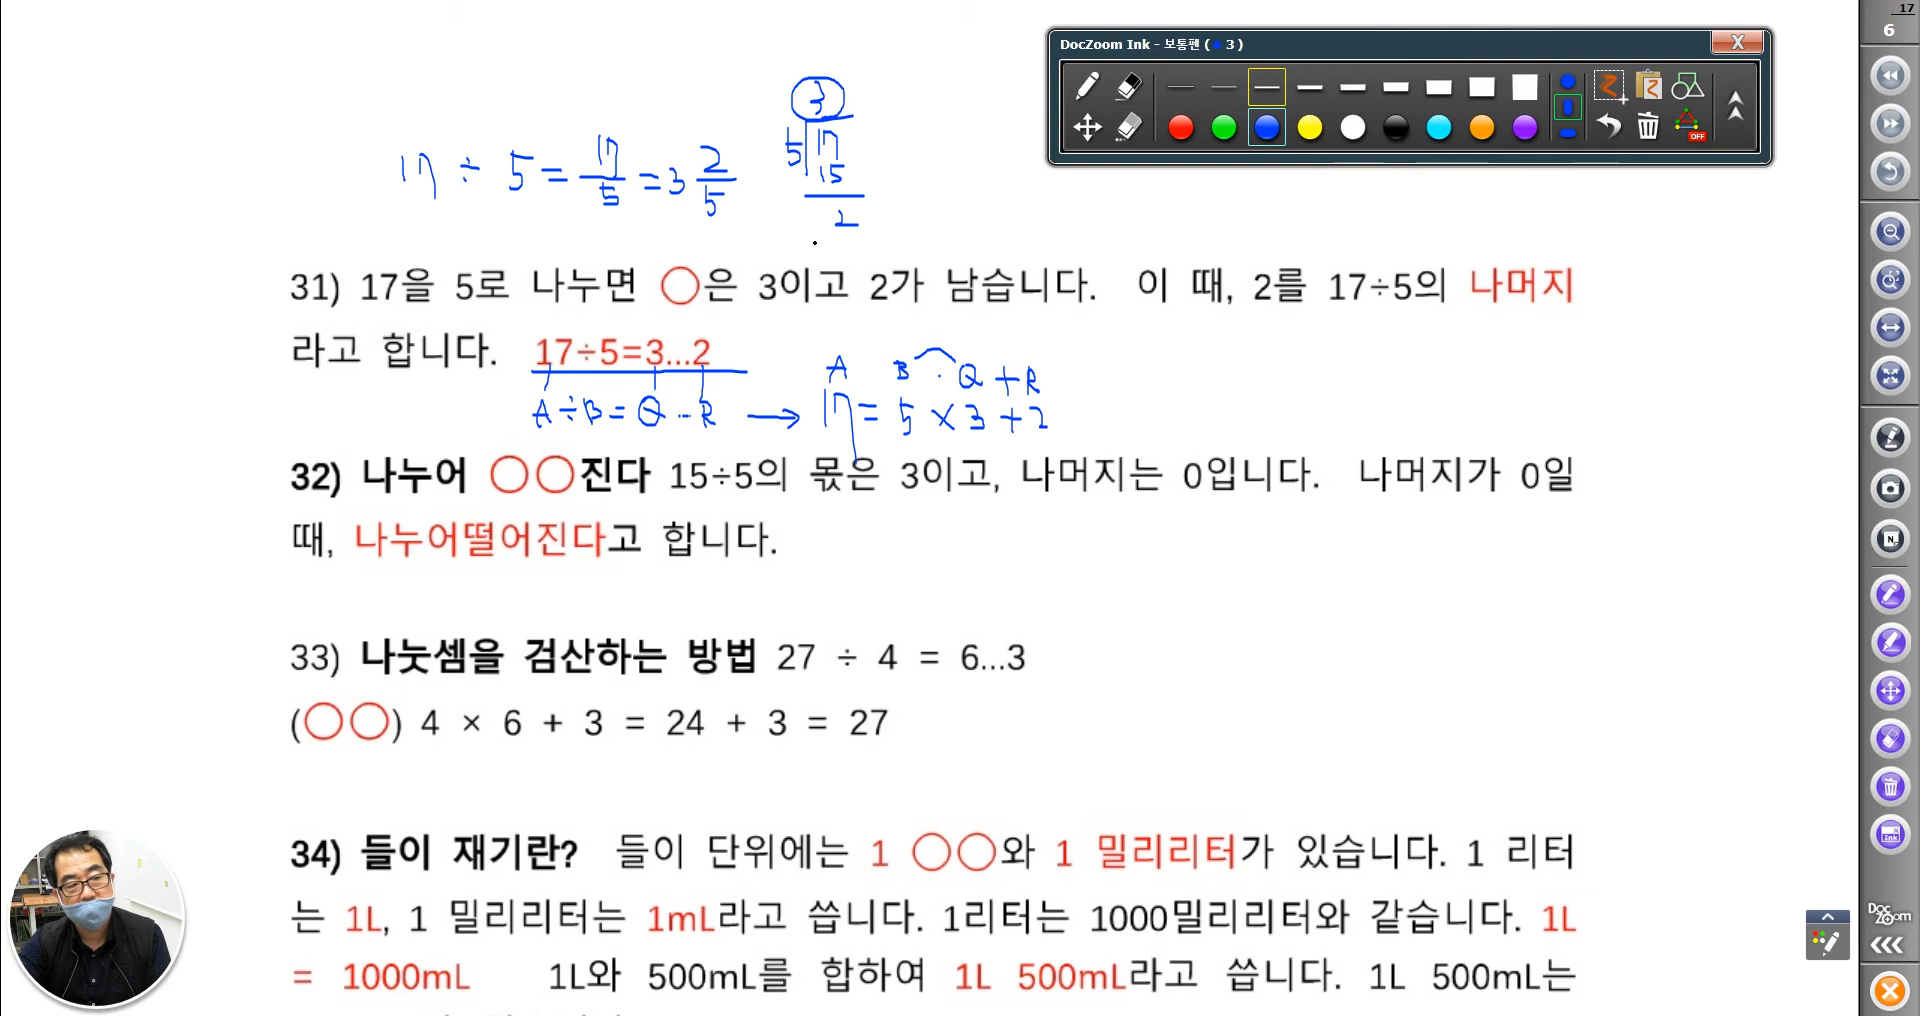 17
6
DocZoom Ink - 보통펜 ( 3 )
X
OFF
3
5 17
15
2
17 ÷ 5 = 17/5 = 3 2/5
31) 17을 5로 나누면 ○은 3이고 2가 남습니다. 이 때, 2를 17÷5의 나머지
라고 합니다. 17÷5=3...2
A B · Q + R
A ÷ B = Q ... R → 17 = 5 × 3 + 2
32) 나누어 ○○진다 15÷5의 몫은 3이고, 나머지는 0입니다. 나머지가 0일
때, 나누어떨어진다고 합니다.
33) 나눗셈을 검산하는 방법 27 ÷ 4 = 6...3
(○○) 4 × 6 + 3 = 24 + 3 = 27
34) 들이 재기란? 들이 단위에는 1 ○○와 1 밀리리터가 있습니다. 1 리터
는 1L, 1 밀리리터는 1mL라고 씁니다. 1리터는 1000밀리리터와 같습니다. 1L
= 1000mL 1L와 500mL를 합하여 1L 500mL라고 씁니다. 1L 500mL는
N
Ink
Doc
Zoom